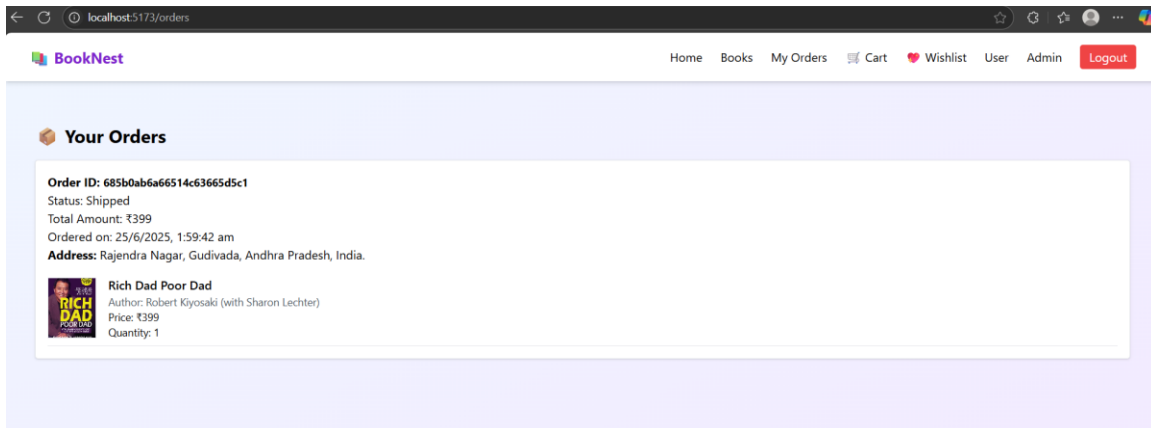 localhost:5173/orders
BookNest
Home Books My Orders Cart Wishlist User Admin Logout
Your Orders
Order ID: 685b0ab6a66514c63665d5c1
Status: Shipped
Total Amount: ₹399
Ordered on: 25/6/2025, 1:59:42 am
Address: Rajendra Nagar, Gudivada, Andhra Pradesh, India.
RICH
DAD
POOR DAD
Rich Dad Poor Dad
Author: Robert Kiyosaki (with Sharon Lechter)
Price: ₹399
Quantity: 1